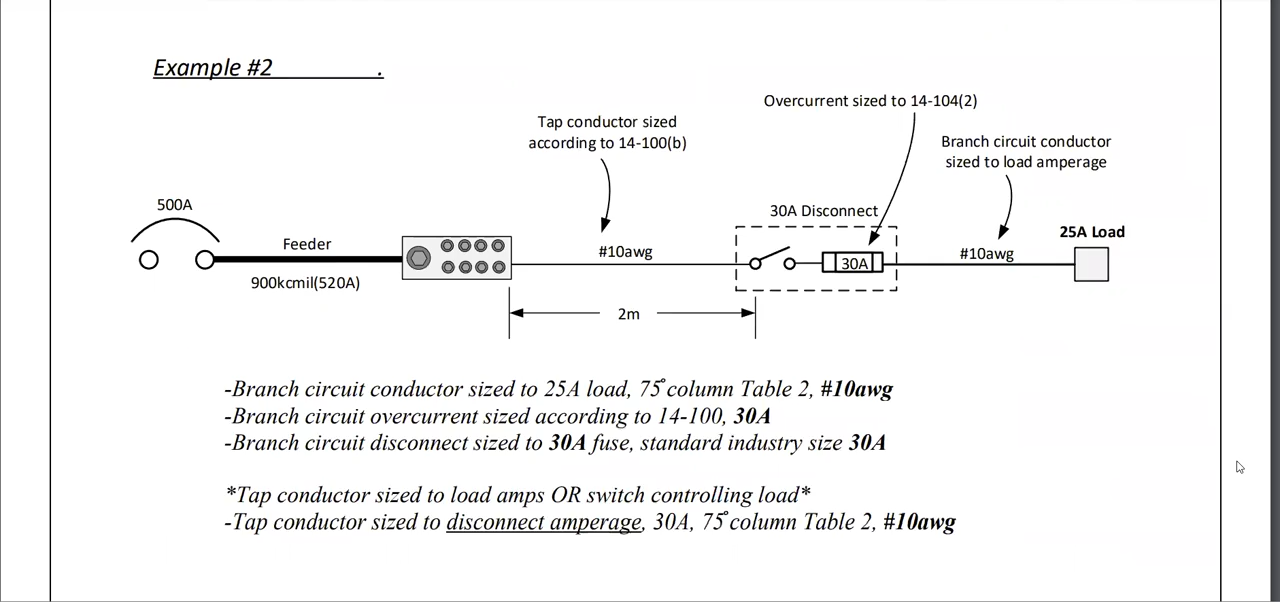 Example #2 .
Overcurrent sized to 14-104(2)
Tap conductor sized
according to 14-100(b)
Branch circuit conductor
sized to load amperage
500A
30A Disconnect
25A Load
Feeder
#10awg
#10awg
30A
900kcmil(520A)
2m
-Branch circuit conductor sized to 25A load, 75° column Table 2, #10awg
-Branch circuit overcurrent sized according to 14-100, 30A
-Branch circuit disconnect sized to 30A fuse, standard industry size 30A
*Tap conductor sized to load amps OR switch controlling load*
-Tap conductor sized to disconnect amperage, 30A, 75° column Table 2, #10awg